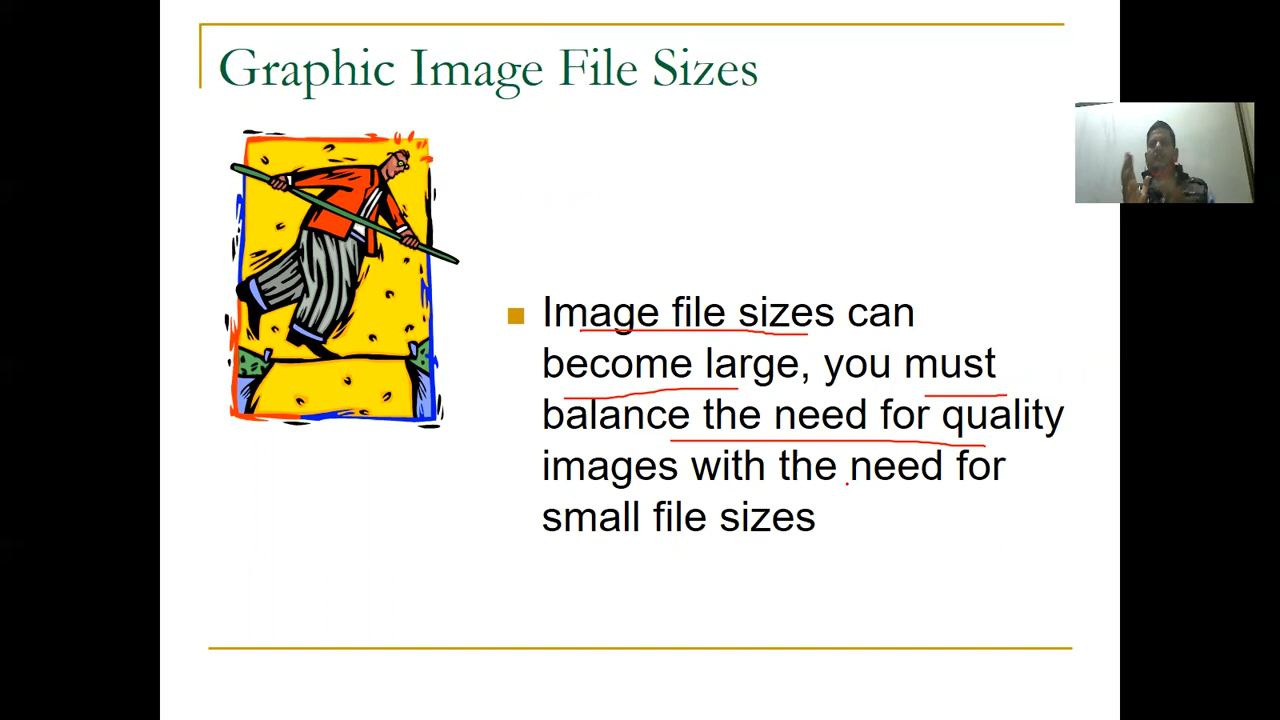 Graphic Image File Sizes
Image file sizes can
become large, you must
balance the need for quality
images with the need for
small file sizes